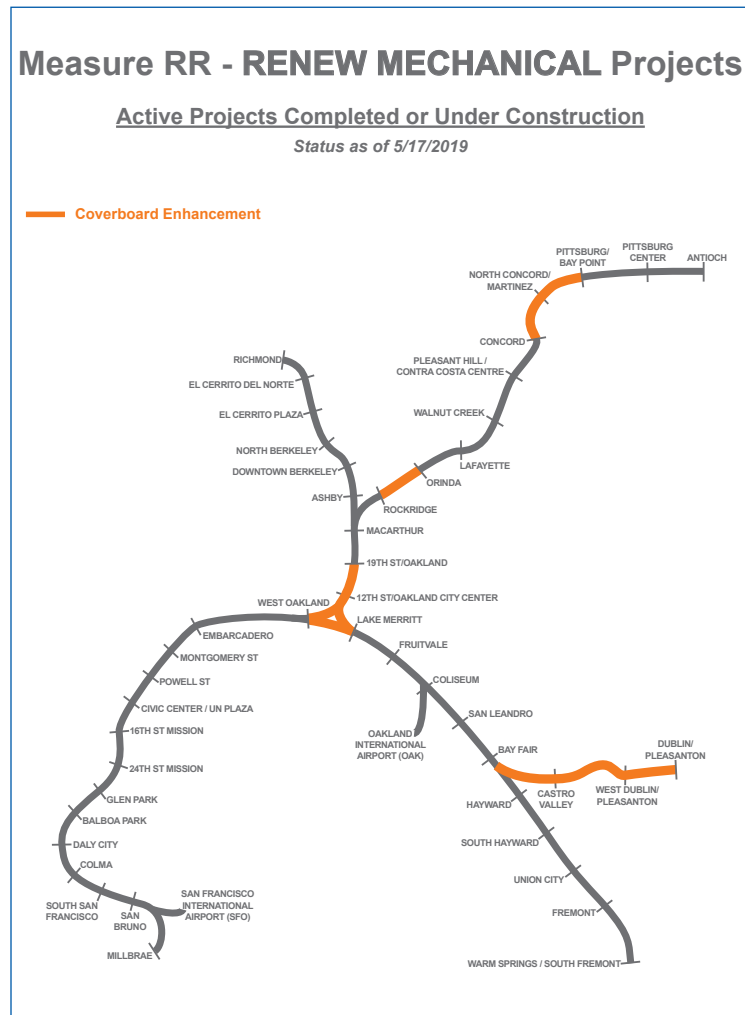 Measure RR - RENEW MECHANICAL Projects
Active Projects Completed or Under Construction
Status as of 5/17/2019
Coverboard Enhancement
PITTSBURG/
BAY POINT
PITTSBURG
CENTER
ANTIOCH
NORTH CONCORD/
MARTINEZ
CONCORD
RICHMOND
PLEASANT HILL /
CONTRA COSTA CENTRE
EL CERRITO DEL NORTE
EL CERRITO PLAZA
WALNUT CREEK
NORTH BERKELEY
LAFAYETTE
DOWNTOWN BERKELEY
ORINDA
ASHBY
ROCKRIDGE
MACARTHUR
19TH ST/OAKLAND
12TH ST/OAKLAND CITY CENTER
WEST OAKLAND
LAKE MERRITT
EMBARCADERO
FRUITVALE
MONTGOMERY ST
POWELL ST
COLISEUM
CIVIC CENTER / UN PLAZA
SAN LEANDRO
16TH ST MISSION
OAKLAND
INTERNATIONAL
AIRPORT (OAK)
BAY FAIR
DUBLIN/
PLEASANTON
24TH ST MISSION
CASTRO
VALLEY
WEST DUBLIN/
PLEASANTON
GLEN PARK
HAYWARD
BALBOA PARK
SOUTH HAYWARD
DALY CITY
COLMA
UNION CITY
SOUTH SAN
FRANCISCO
SAN
BRUNO
SAN FRANCISCO
INTERNATIONAL
AIRPORT (SFO)
FREMONT
MILLBRAE
WARM SPRINGS / SOUTH FREMONT